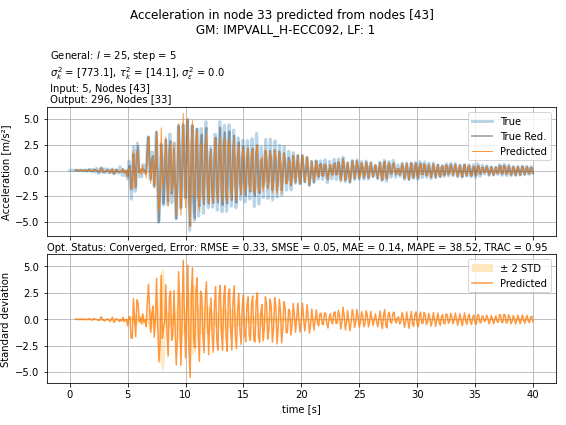 Acceleration in node 33 predicted from nodes [43]
GM: IMPVALL_H-ECC092, LF: 1
General: l = 25, step = 5
σ²ₖ = [773.1], τ²ₖ = [14.1], σ²ε = 0.0
Input: 5, Nodes [43]
Output: 296, Nodes [33]
Acceleration [m/s²]
5.0
2.5
0.0
−2.5
−5.0
True
True Red.
Predicted
Opt. Status: Converged, Error: RMSE = 0.33, SMSE = 0.05, MAE = 0.14, MAPE = 38.52, TRAC = 0.95
Standard deviation
5.0
2.5
0.0
−2.5
−5.0
± 2 STD
Predicted
0 5 10 15 20 25 30 35 40
time [s]